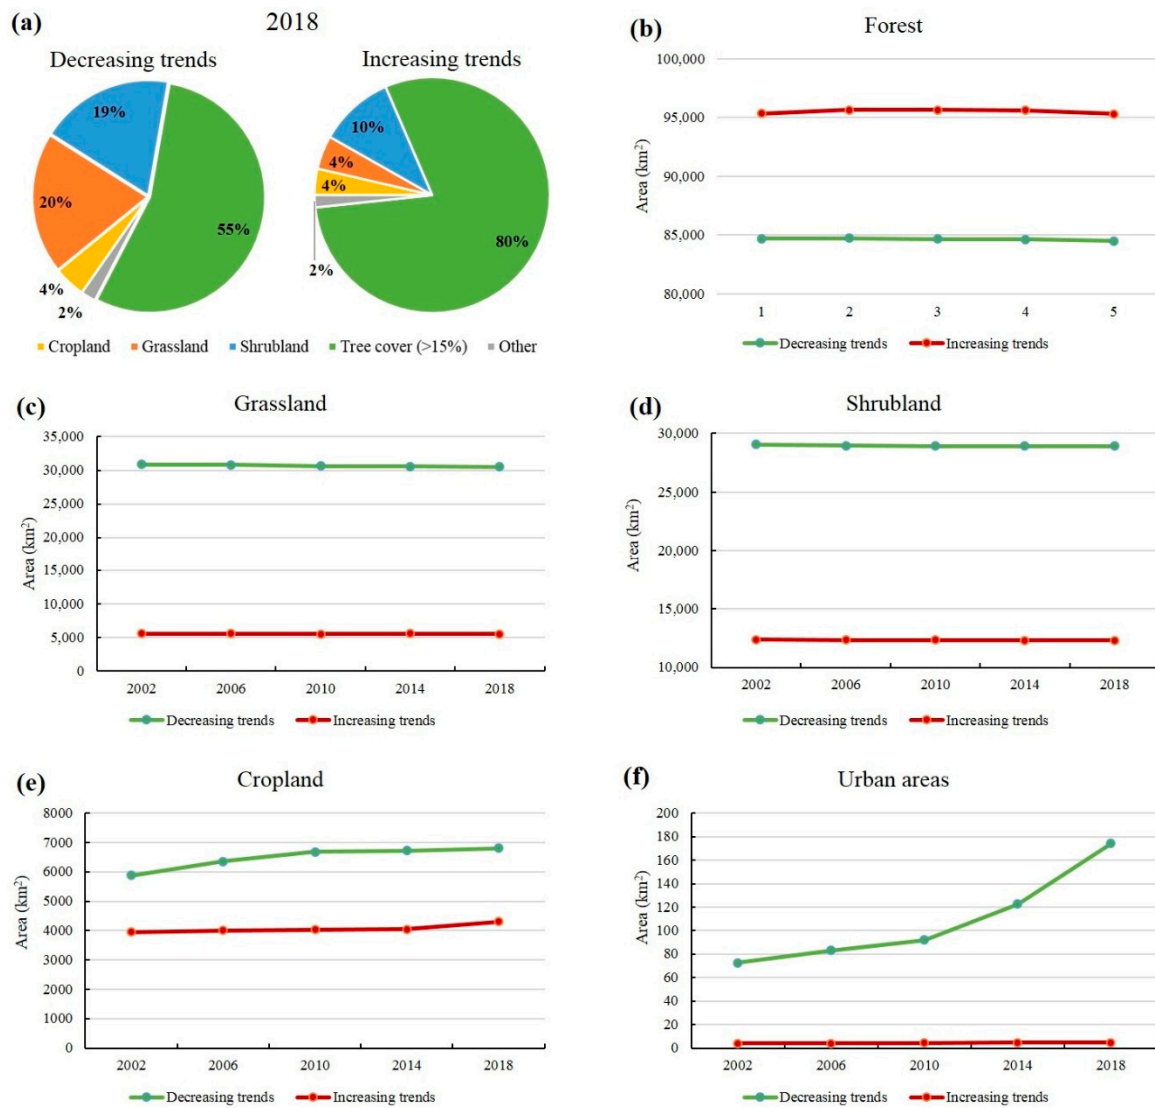 (a)
2018
Decreasing trends
Increasing trends
19%
20%
55%
4%
2%
10%
4%
4%
80%
2%
Cropland Grassland Shrubland Tree cover (>15%) Other
(b)
Forest
Area (km²)
100,000
95,000
90,000
85,000
80,000
1 2 3 4 5
Decreasing trends Increasing trends
(c)
Grassland
Area (km²)
35,000
30,000
25,000
20,000
15,000
10,000
5,000
0
2002 2006 2010 2014 2018
Decreasing trends Increasing trends
(d)
Shrubland
Area (km²)
30,000
25,000
20,000
15,000
10,000
2002 2006 2010 2014 2018
Decreasing trends Increasing trends
(e)
Cropland
Area (km²)
8000
7000
6000
5000
4000
3000
2000
1000
0
2002 2006 2010 2014 2018
Decreasing trends Increasing trends
(f)
Urban areas
Area (km²)
200
180
160
140
120
100
80
60
40
20
0
2002 2006 2010 2014 2018
Decreasing trends Increasing trends